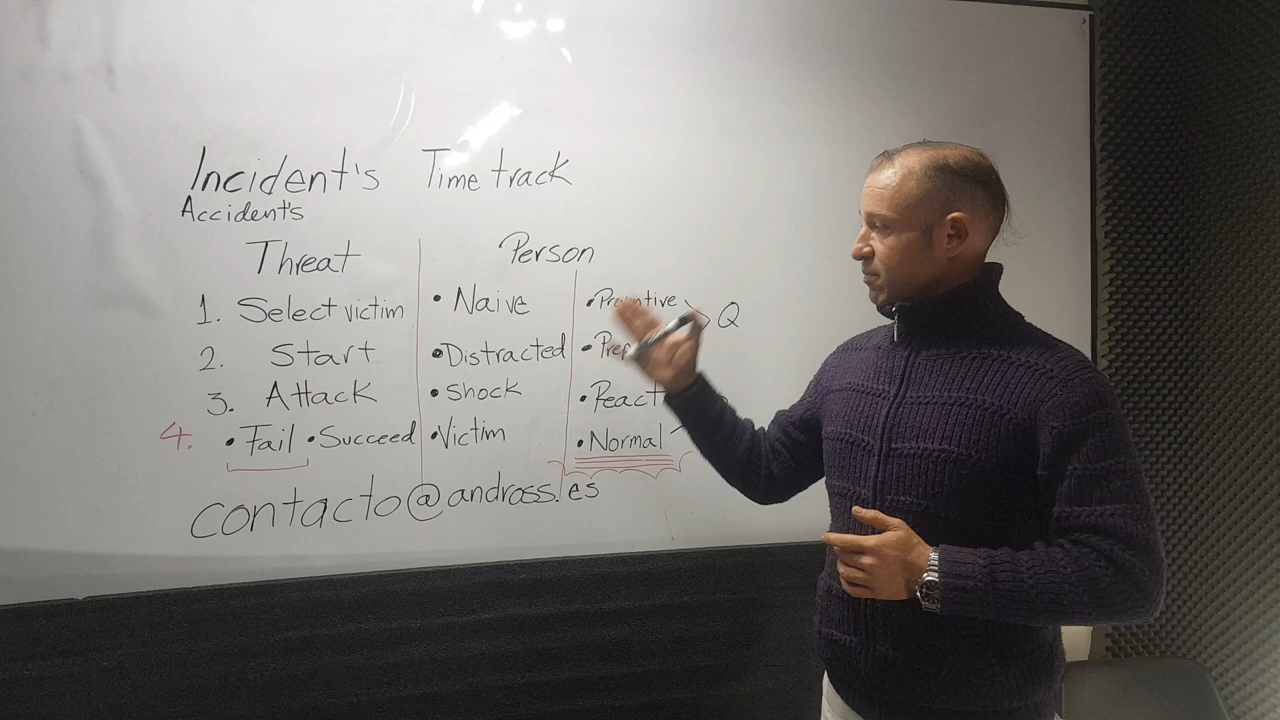 Incident's Time track
Accident's
Threat Person
1. Select victim • Naive • Preventive > Q
2. Start • Distracted
3. Attack • Shock
4. • Fail • Succeed • Victim • Normal
contacto@andross.es